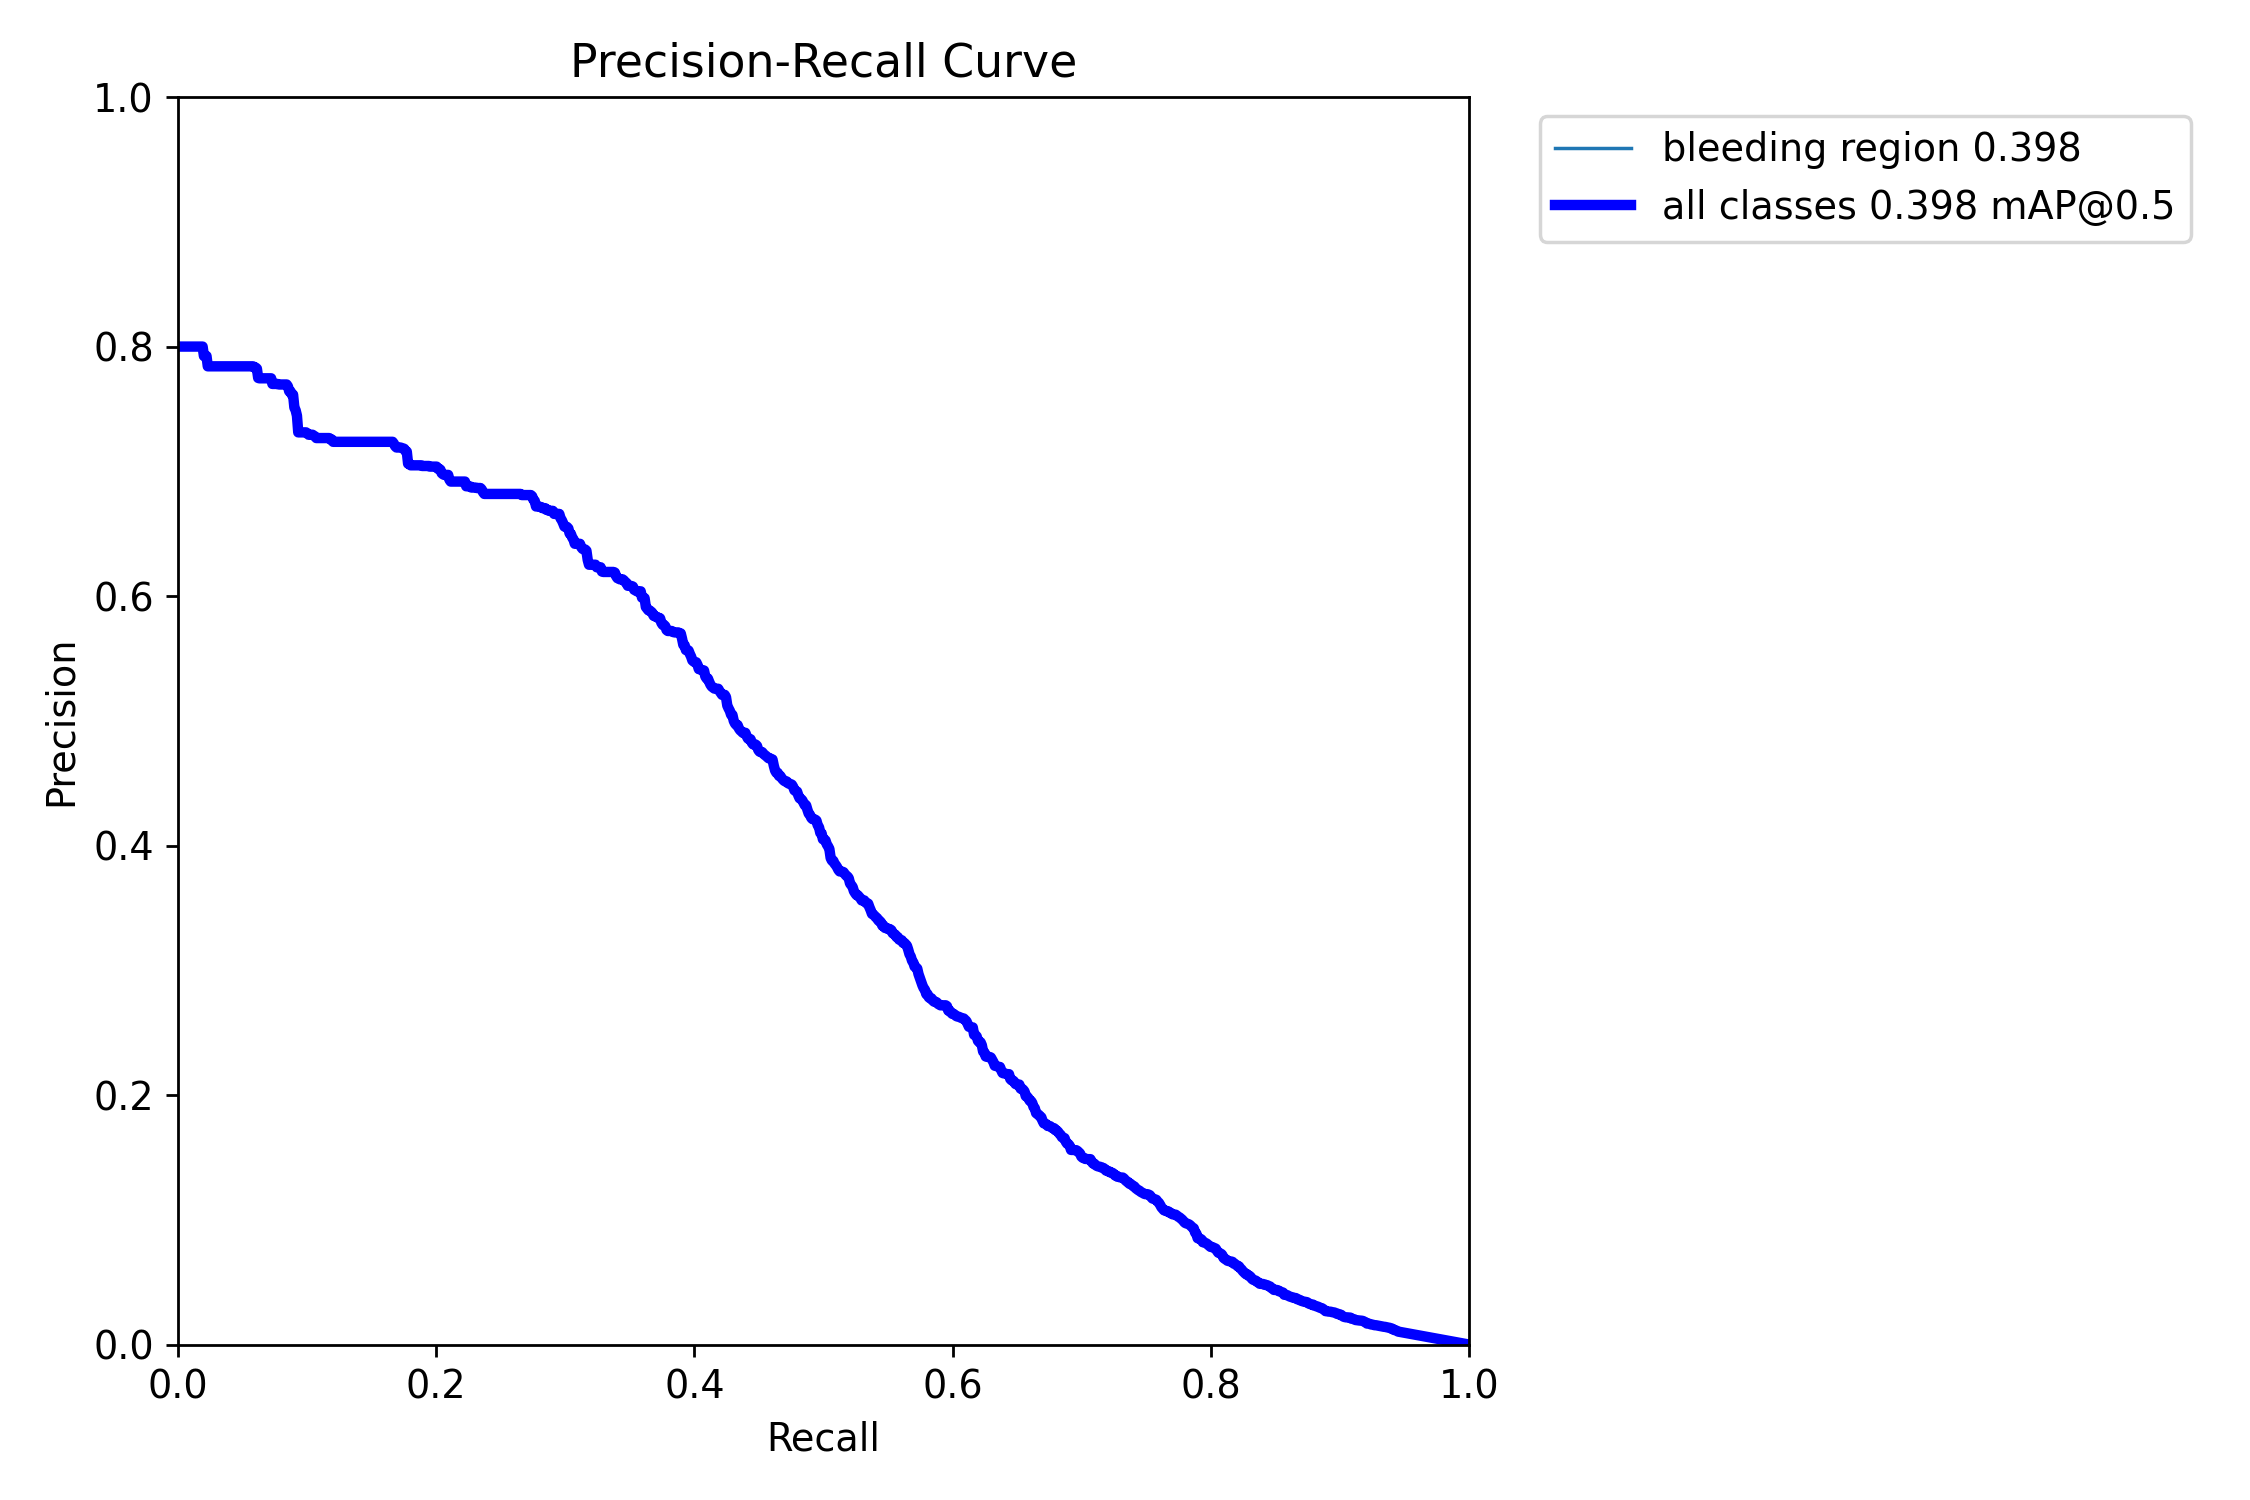 Precision-Recall Curve
1.0
0.8
0.6
0.4
0.2
0.0
Precision
0.0 0.2 0.4 0.6 0.8 1.0
Recall
bleeding region 0.398
all classes 0.398 mAP@0.5